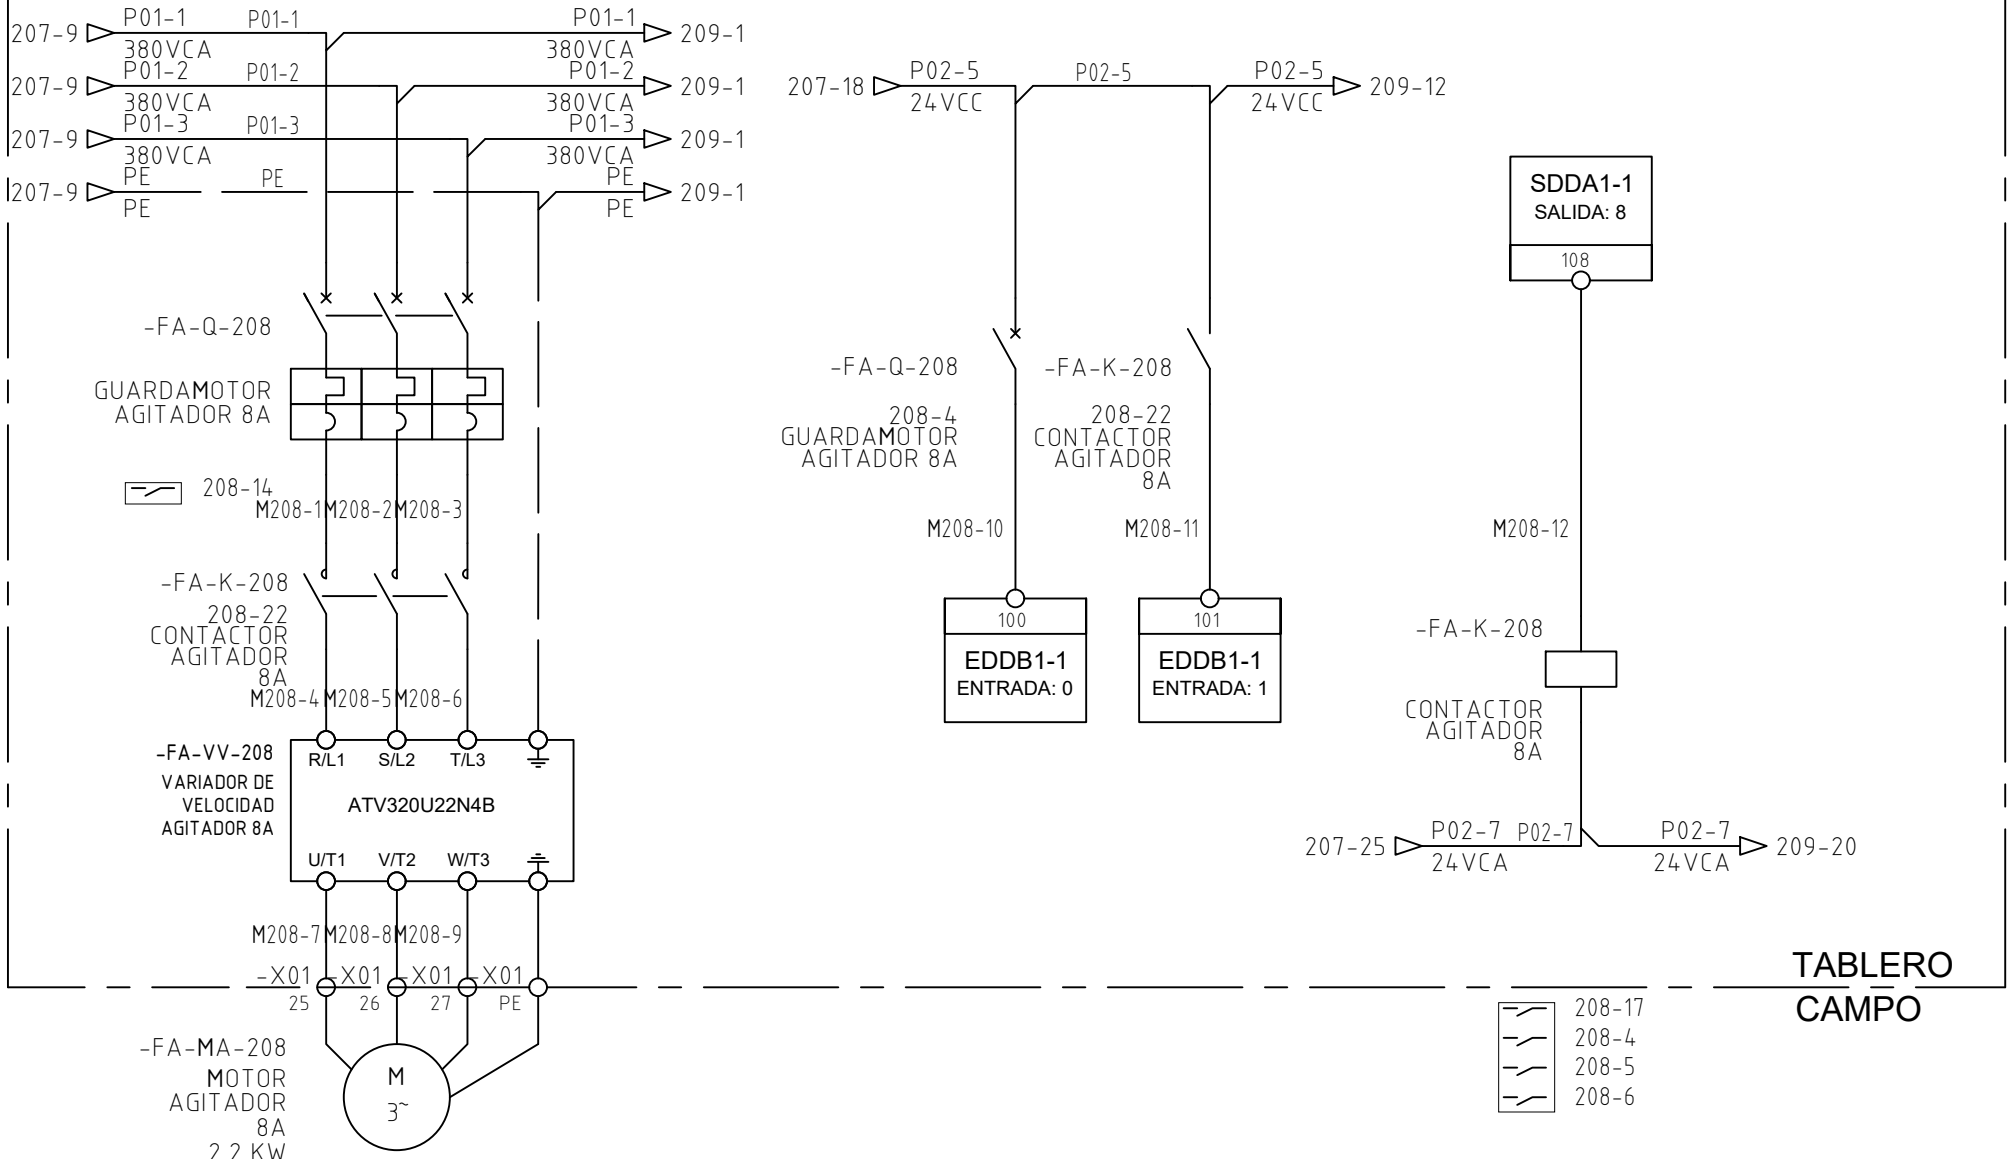 P01-1
P01-1
P01-1
207-9
209-1
380VCA
380VCA
P01-2
P01-2
P01-2
207-9
209-1
380VCA
380VCA
P01-3
P01-3
P01-3
207-9
209-1
380VCA
380VCA
PE
PE
PE
207-9
209-1
PE
PE
-FA-Q-208
GUARDAMOTOR
AGITADOR 8A
208-14
M208-1
M208-2
M208-3
-FA-K-208
208-22
CONTACTOR
AGITADOR
8A
M208-4
M208-5
M208-6
-FA-VV-208
VARIADOR DE
VELOCIDAD
AGITADOR 8A
R/L1
S/L2
T/L3
ATV320U22N4B
U/T1
V/T2
W/T3
M208-7
M208-8
M208-9
-X01
-X01
-X01
-X01
25
26
27
PE
-FA-MA-208
MOTOR
AGITADOR
8A
2.2 KW
M
3~
207-18
P02-5
P02-5
P02-5
209-12
24VCC
24VCC
-FA-Q-208
208-4
GUARDAMOTOR
AGITADOR 8A
M208-10
100
EDDB1-1
ENTRADA: 0
-FA-K-208
208-22
CONTACTOR
AGITADOR
8A
M208-11
101
EDDB1-1
ENTRADA: 1
SDDA1-1
SALIDA: 8
108
M208-12
-FA-K-208
CONTACTOR
AGITADOR
8A
207-25
P02-7
P02-7
P02-7
209-20
24VCA
24VCA
TABLERO
CAMPO
208-17
208-4
208-5
208-6